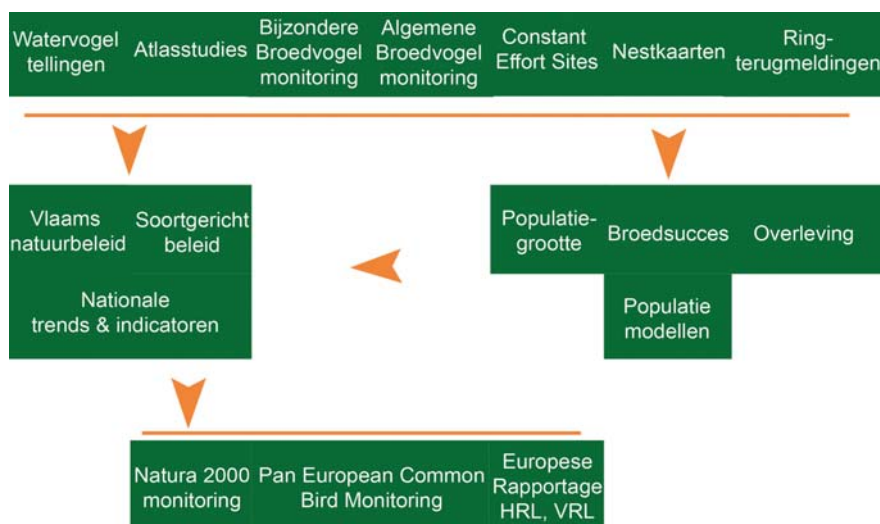 Watervogel
tellingen
Atlasstudies
Bijzondere
Broedvogel
monitoring
Algemene
Broedvogel
monitoring
Constant
Effort Sites
Nestkaarten
Ring-
terugmeldingen
Vlaams
natuurbeleid
Soortgericht
beleid
Nationale
trends & indicatoren
Populatie-
grootte
Broedsucces
Overleving
Populatie
modellen
Natura 2000
monitoring
Pan European Common
Bird Monitoring
Europese
Rapportage
HRL, VRL